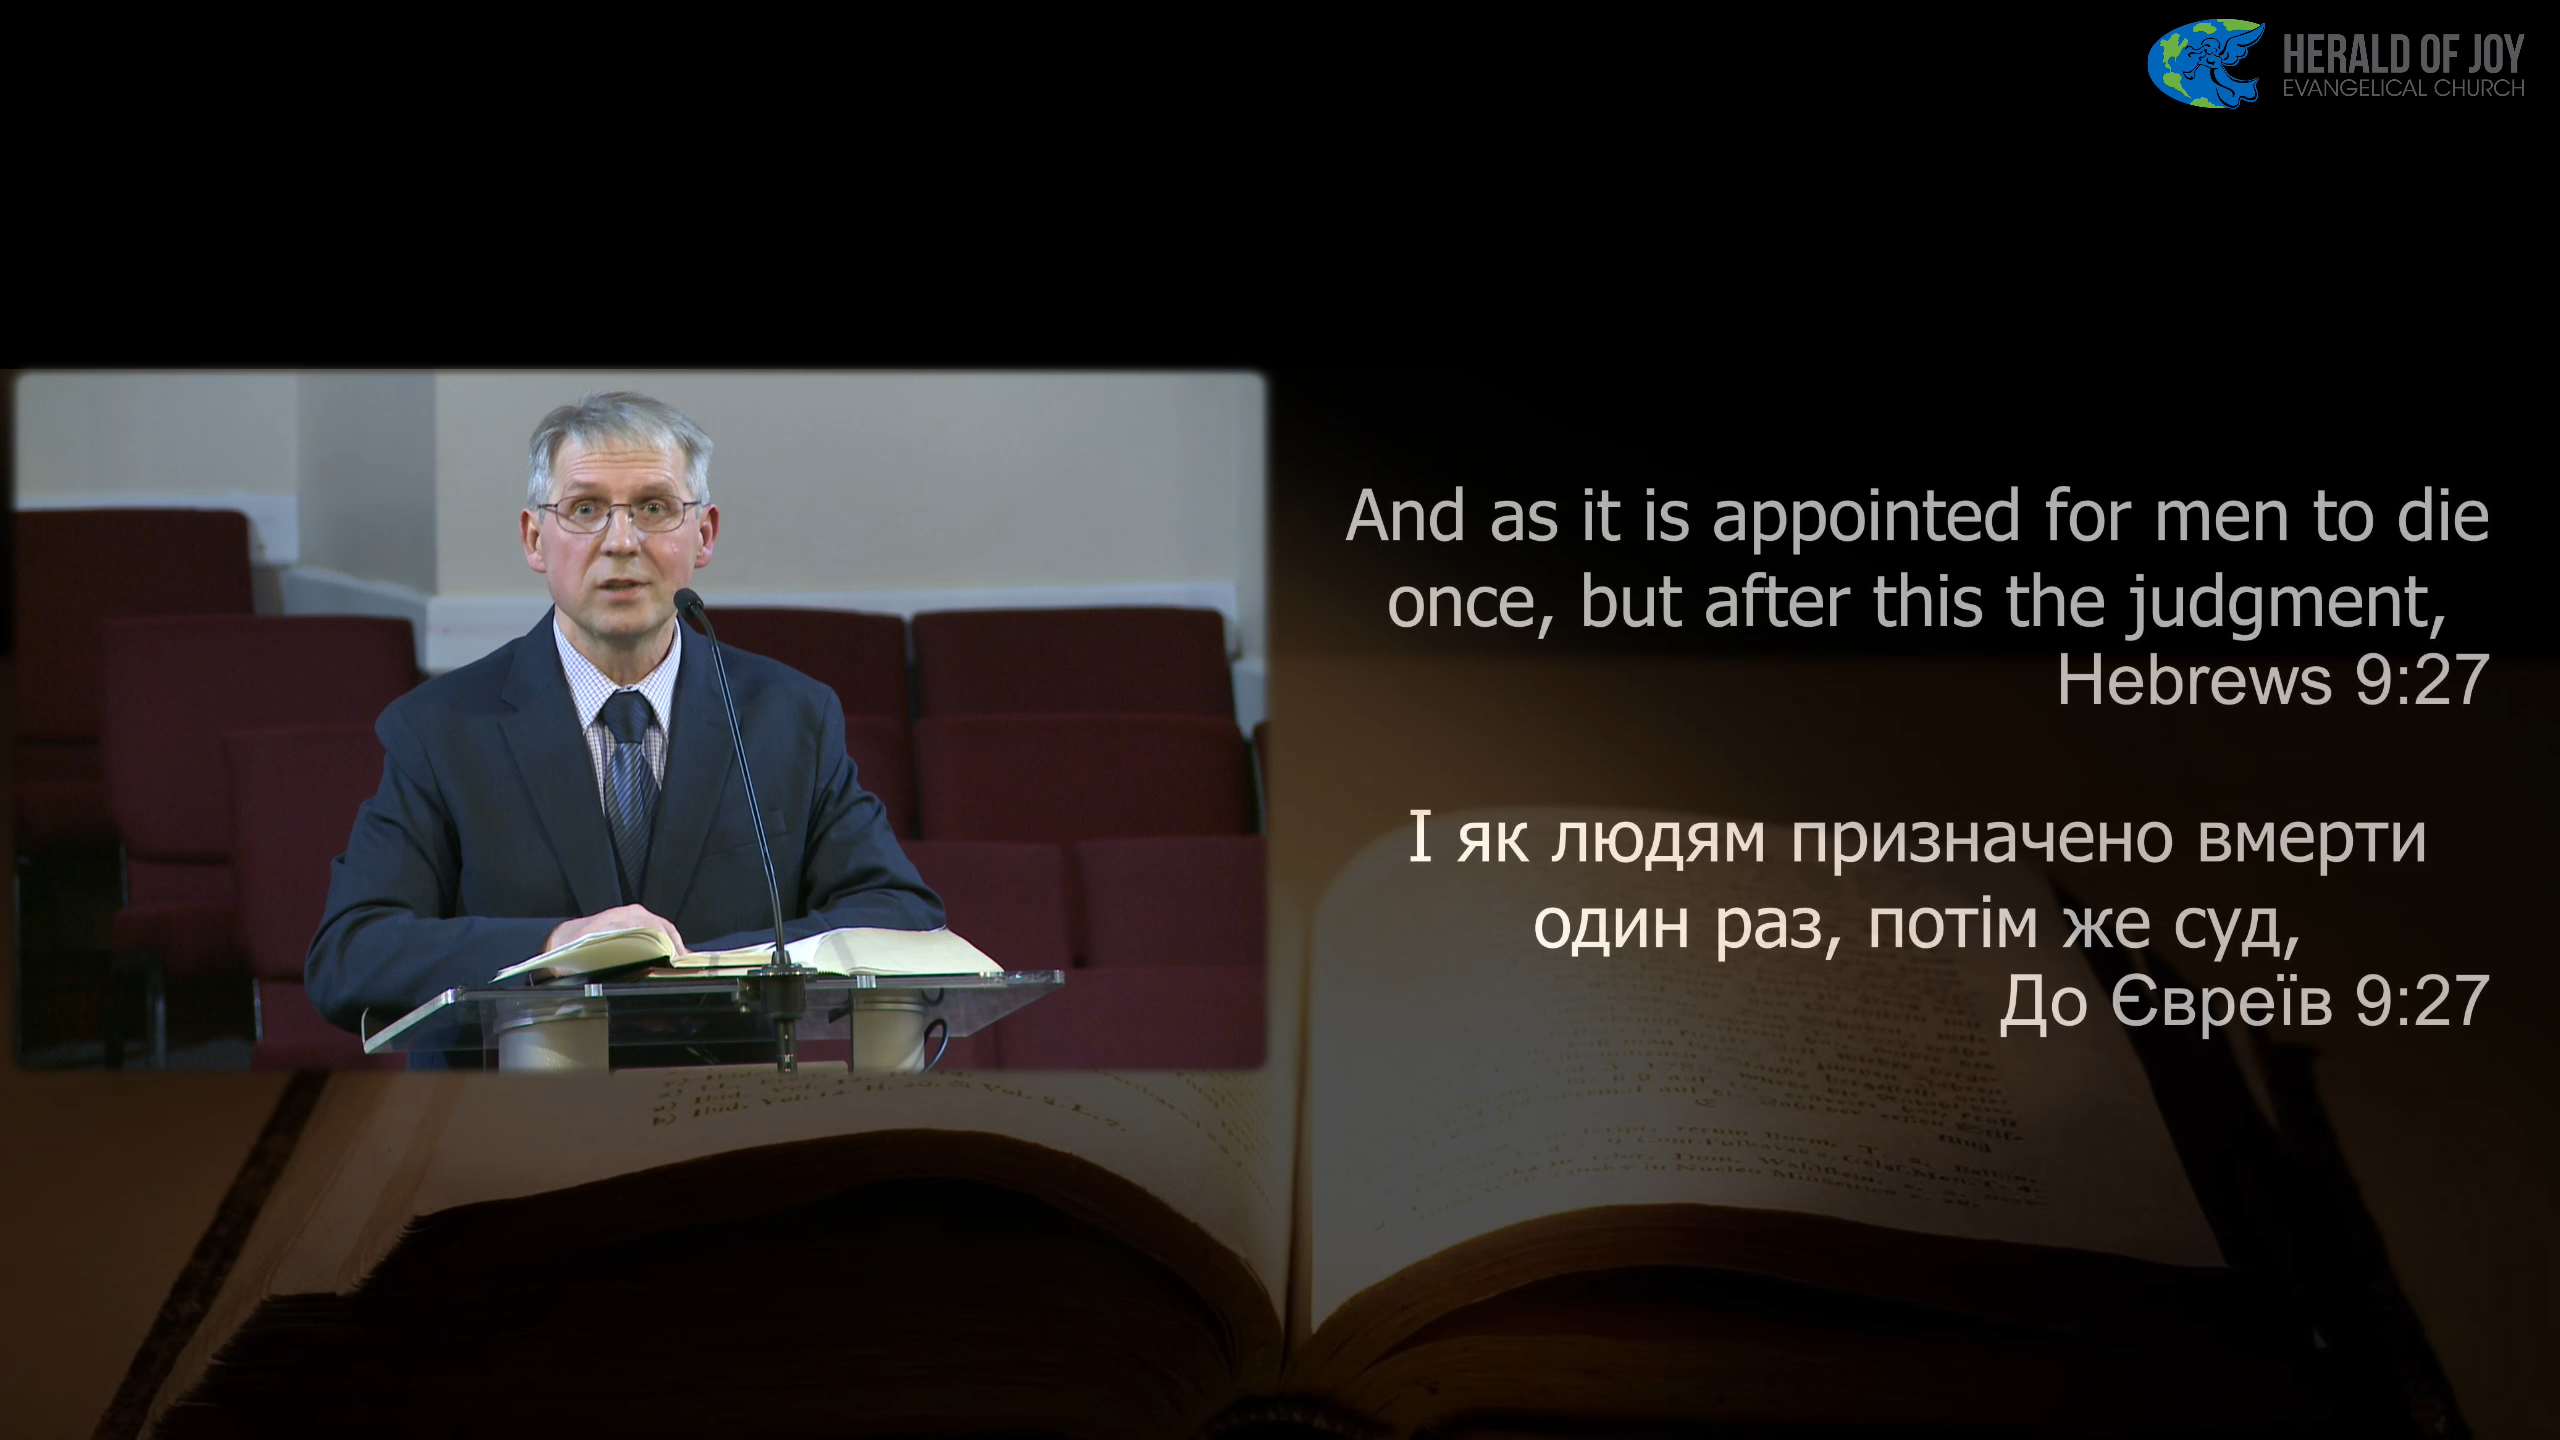 HERALD OF JOY
EVANGELICAL CHURCH
And as it is appointed for men to die
once, but after this the judgment,
Hebrews 9:27
І як людям призначено вмерти
один раз, потім же суд,
До Євреїв 9:27